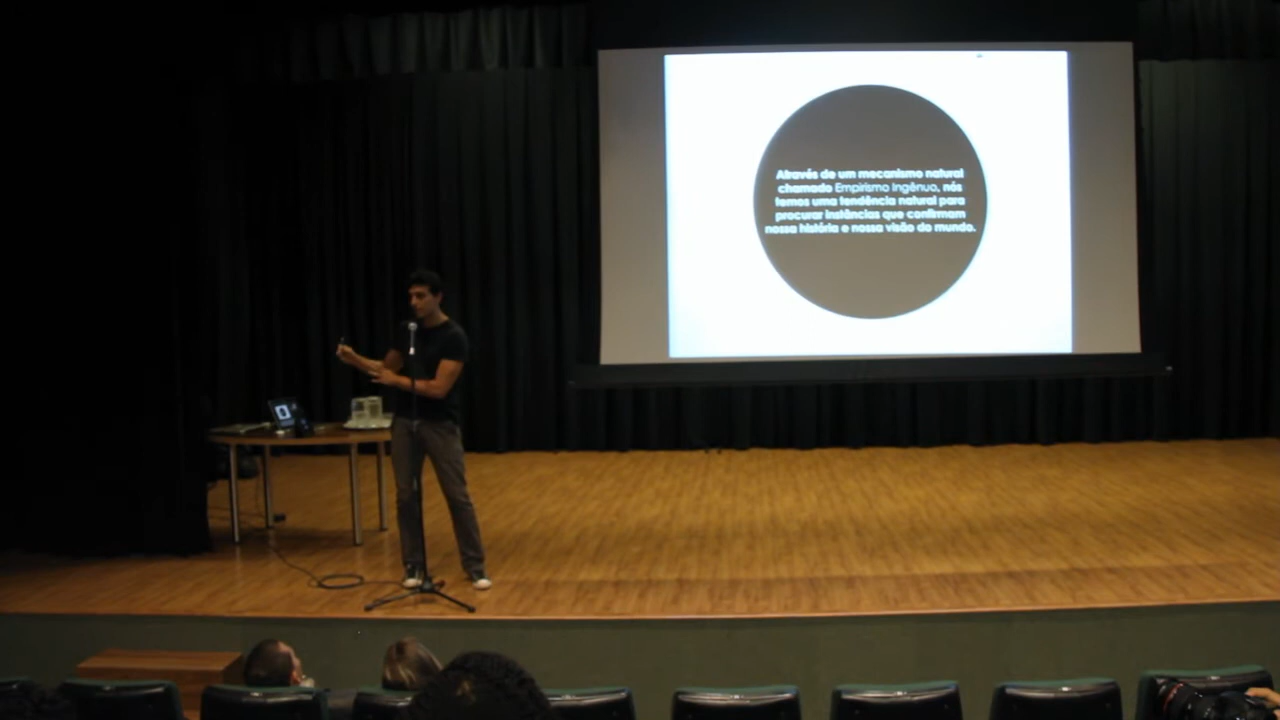 Através de um mecanismo natural
chamado Empirismo Ingênuo, nós
temos uma tendência natural para
procurar instâncias que confirmam
nossa história e nossa visão do mundo.